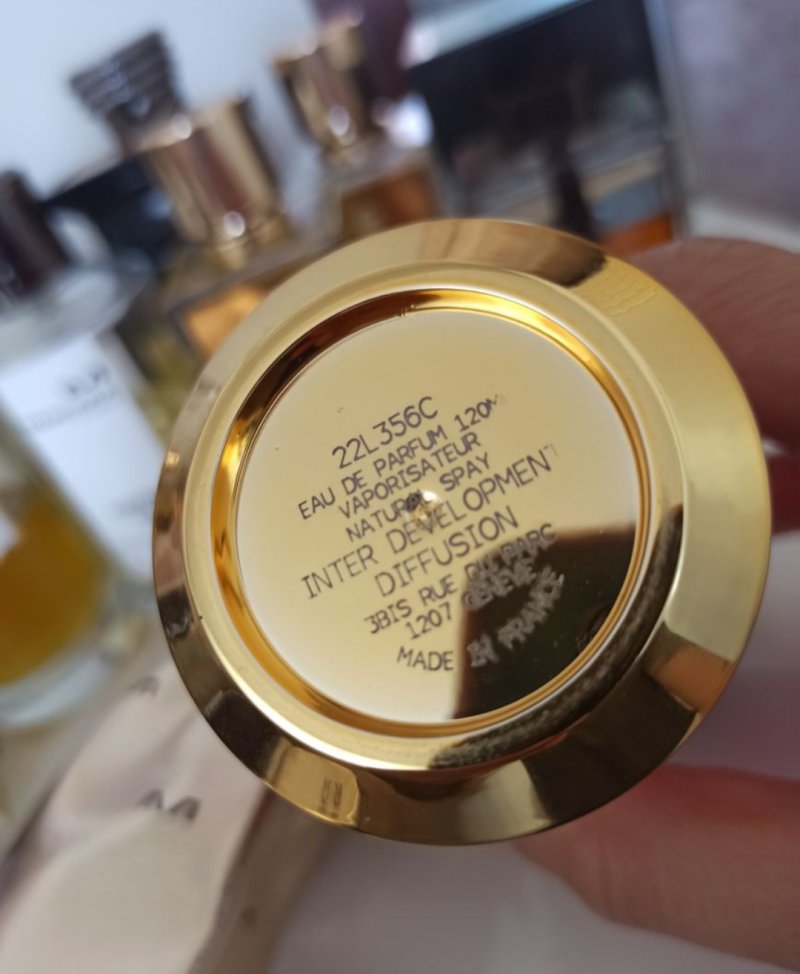 22L356C
EAU DE PARFUM 120M
VAPORISATEUR
NATURAL SPAY
INTER DEVELOPMENT
DIFFUSION
3BIS RUE DU PARC
1207 GENEVE
MADE IN FRANCE